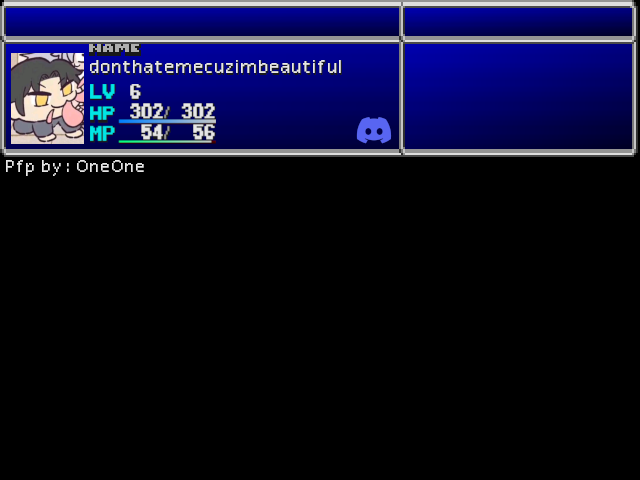 NAME
donthatemecuzimbeautiful
LV 6
HP 302/ 302
MP 54/ 56
Pfp by: OneOne